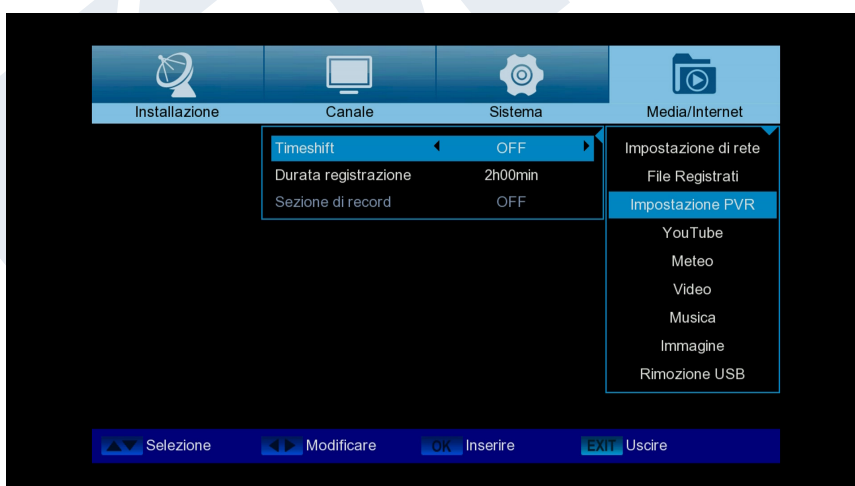 Installazione
Canale
Sistema
Media/Internet
Timeshift OFF
Durata registrazione 2h00min
Sezione di record OFF
Impostazione di rete
File Registrati
Impostazione PVR
YouTube
Meteo
Video
Musica
Immagine
Rimozione USB
Selezione
Modificare
OK Inserire
EXIT Uscire